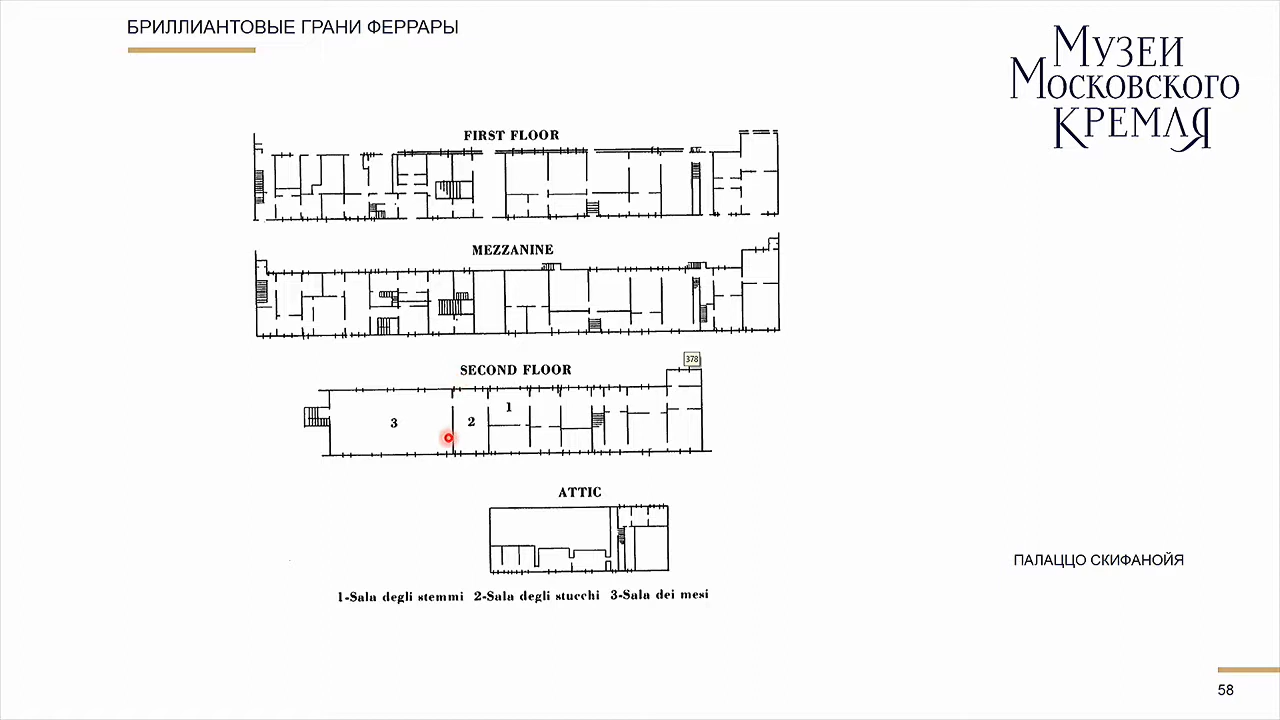 БРИЛЛИАНТОВЫЕ ГРАНИ ФЕРРАРЫ
МУЗЕИ
МОСКОВСКОГО
КРЕМЛЯ
FIRST FLOOR
MEZZANINE
378
SECOND FLOOR
1
2
3
ATTIC
1-Sala degli stemmi 2-Sala degli stucchi 3-Sala dei mesi
ПАЛАЦЦО СКИФАНОЙЯ
58